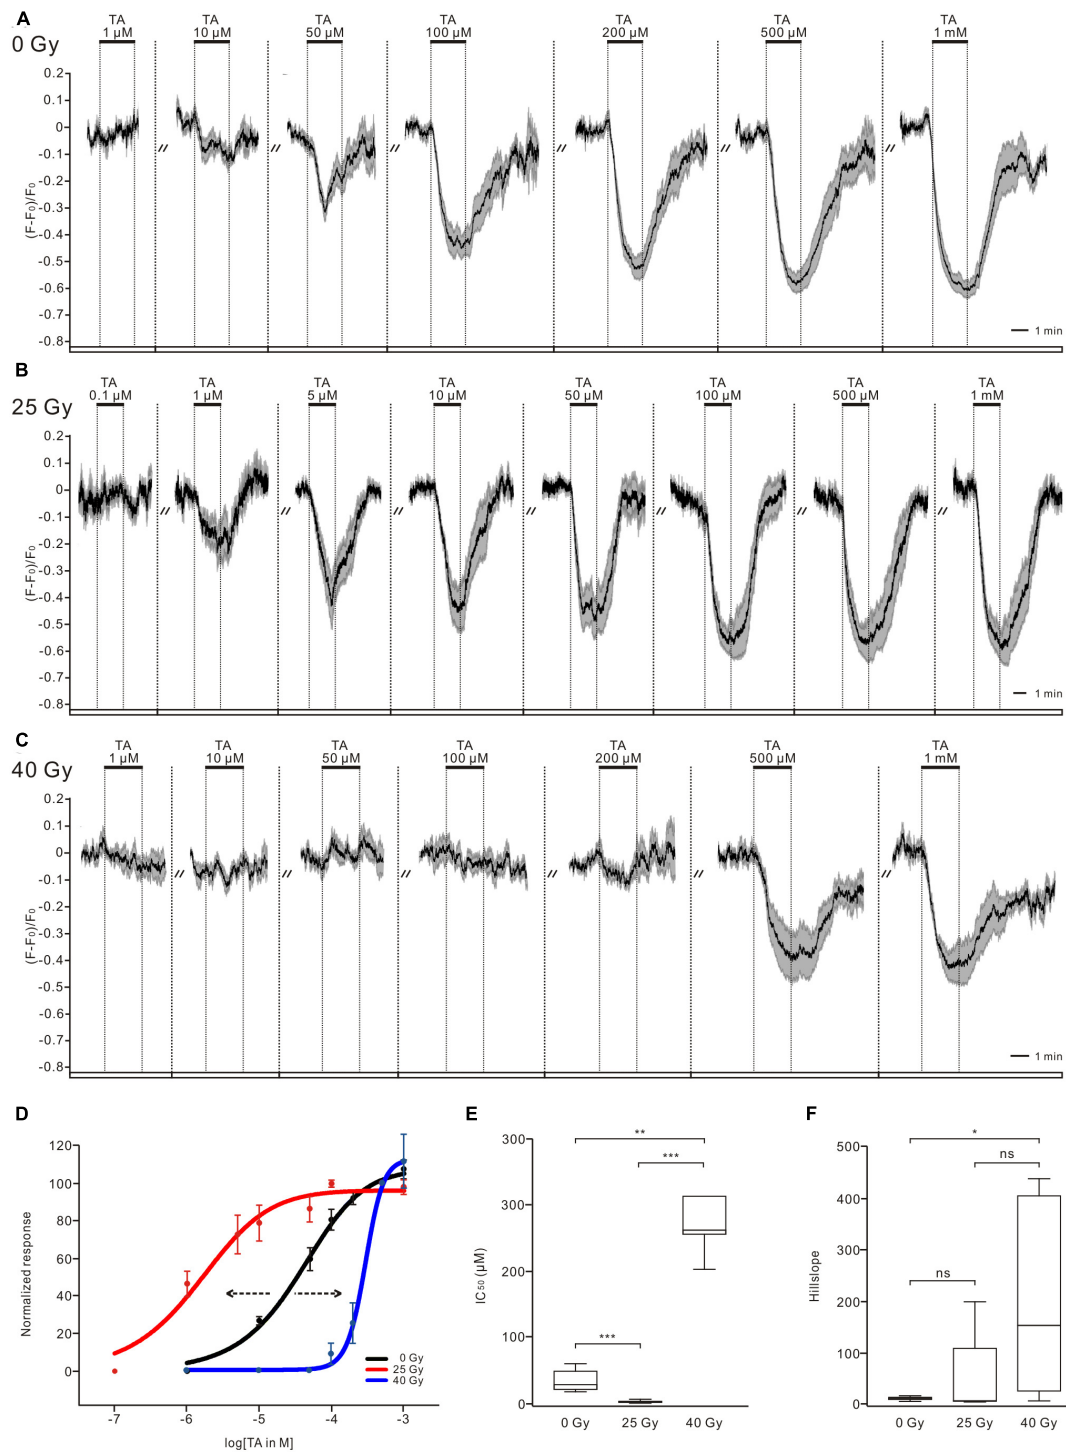 A
0 Gy
TA TA TA TA TA TA TA
1 µM 10 µM 50 µM 100 µM 200 µM 500 µM 1 mM
0.2
0.1
0
-0.1
-0.2
-0.3
-0.4
-0.5
-0.6
-0.7
-0.8
(F-F0)/F0
// // // // // //
1 min
B
25 Gy
TA TA TA TA TA TA TA TA
0.1 µM 1 µM 5 µM 10 µM 50 µM 100 µM 500 µM 1 mM
0.2
0.1
0
-0.1
-0.2
-0.3
-0.4
-0.5
-0.6
-0.7
-0.8
(F-F0)/F0
// // // // // // //
1 min
C
40 Gy
TA TA TA TA TA TA TA
1 µM 10 µM 50 µM 100 µM 200 µM 500 µM 1 mM
0.2
0.1
0
-0.1
-0.2
-0.3
-0.4
-0.5
-0.6
-0.7
-0.8
(F-F0)/F0
// // // // // //
1 min
D
120
100
80
60
40
20
0
Normalized response
0 Gy
25 Gy
40 Gy
-7 -6 -5 -4 -3
log[TA in M]
E
300
300
200
100
0
IC50 (µM)
**
***
***
0 Gy 25 Gy 40 Gy
F
500
400
300
200
100
0
Hillslope
*
ns
ns
0 Gy 25 Gy 40 Gy